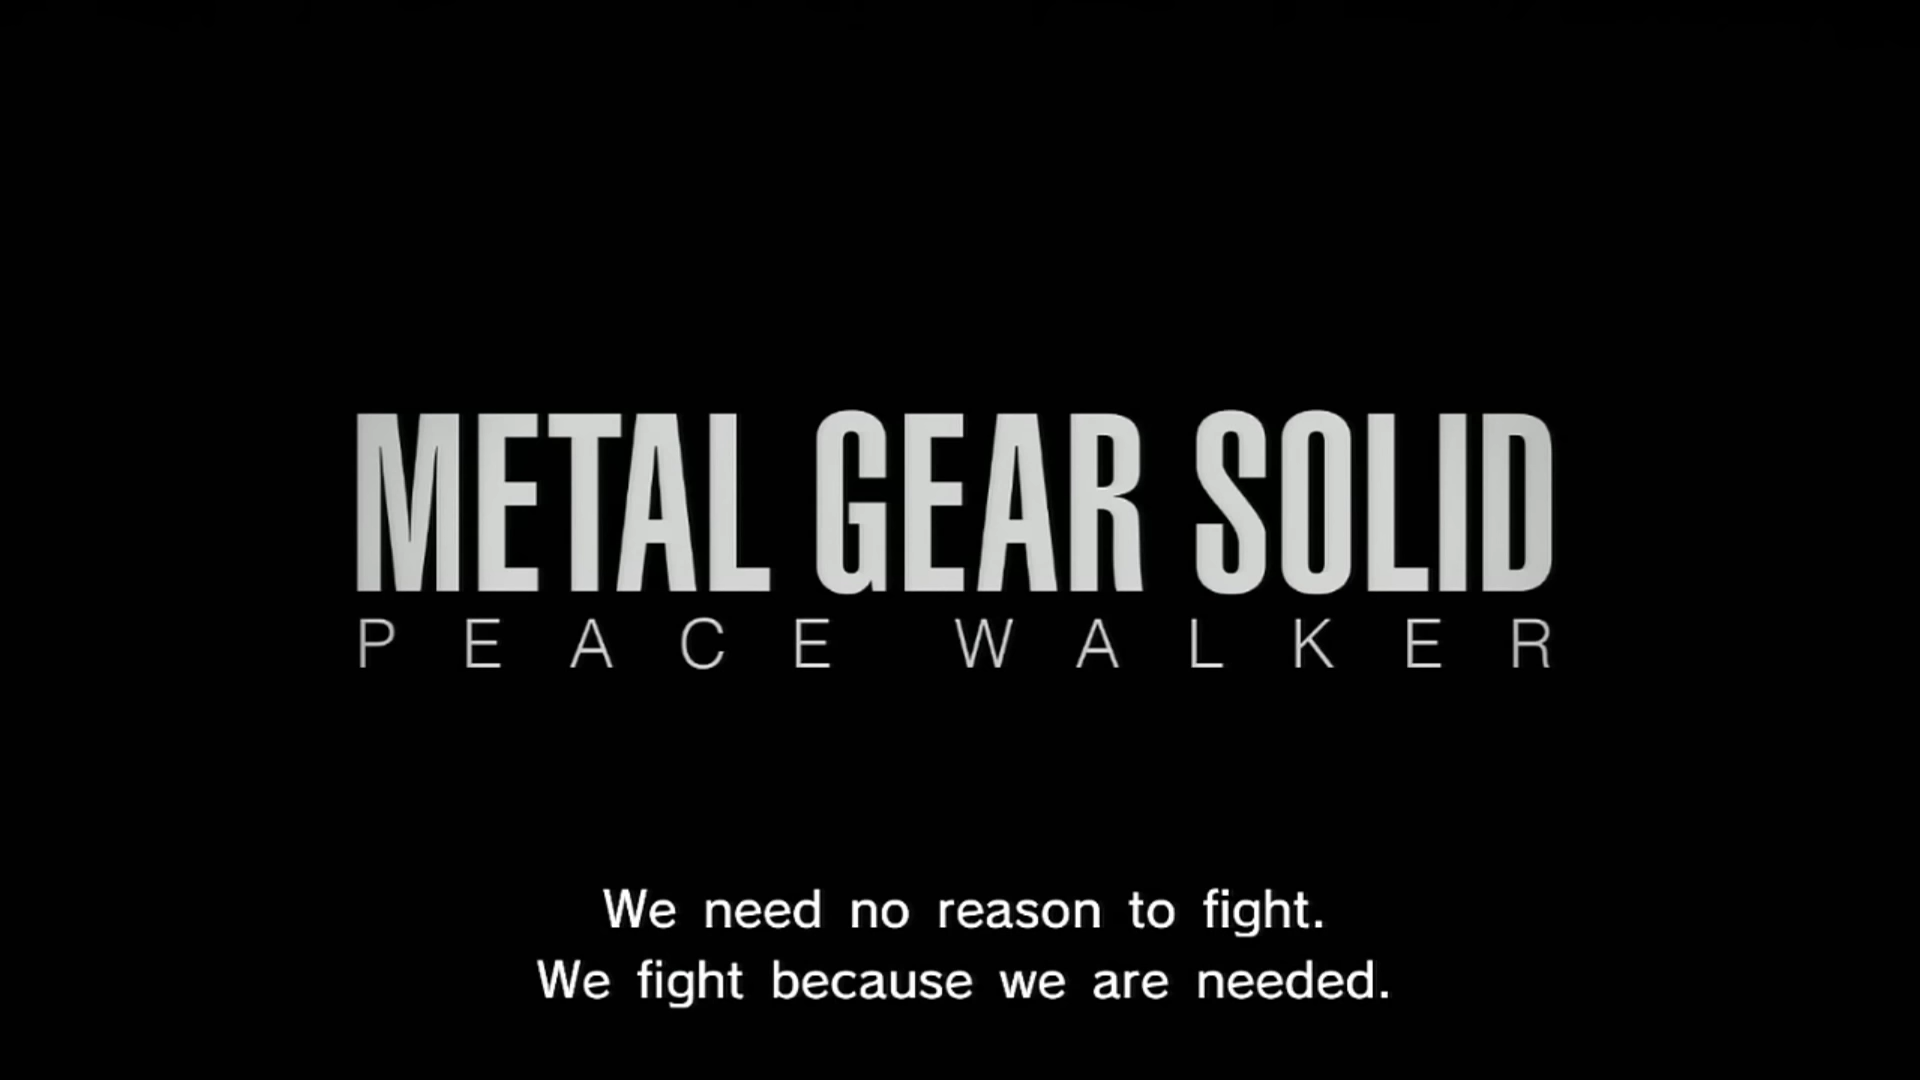 METAL GEAR SOLID
PEACE WALKER
We need no reason to fight.
We fight because we are needed.